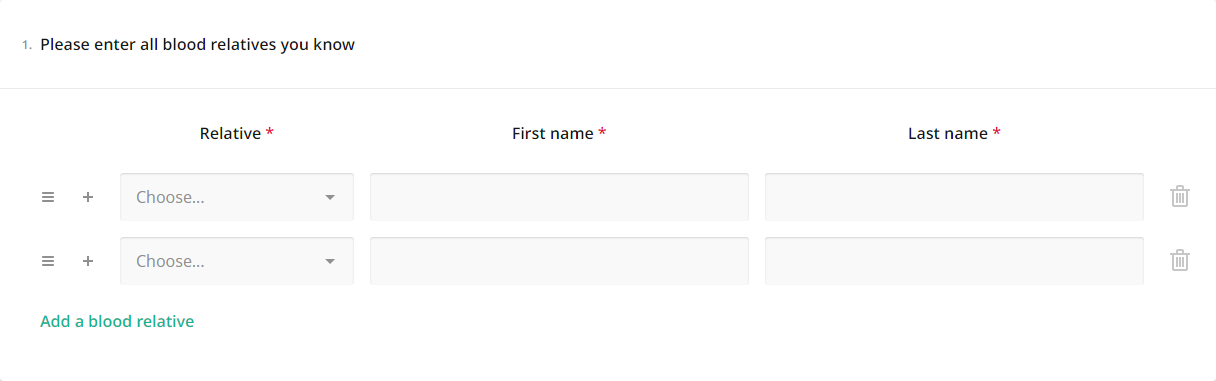 1. Please enter all blood relatives you know
Relative * First name * Last name *
Choose...
Choose...
Add a blood relative